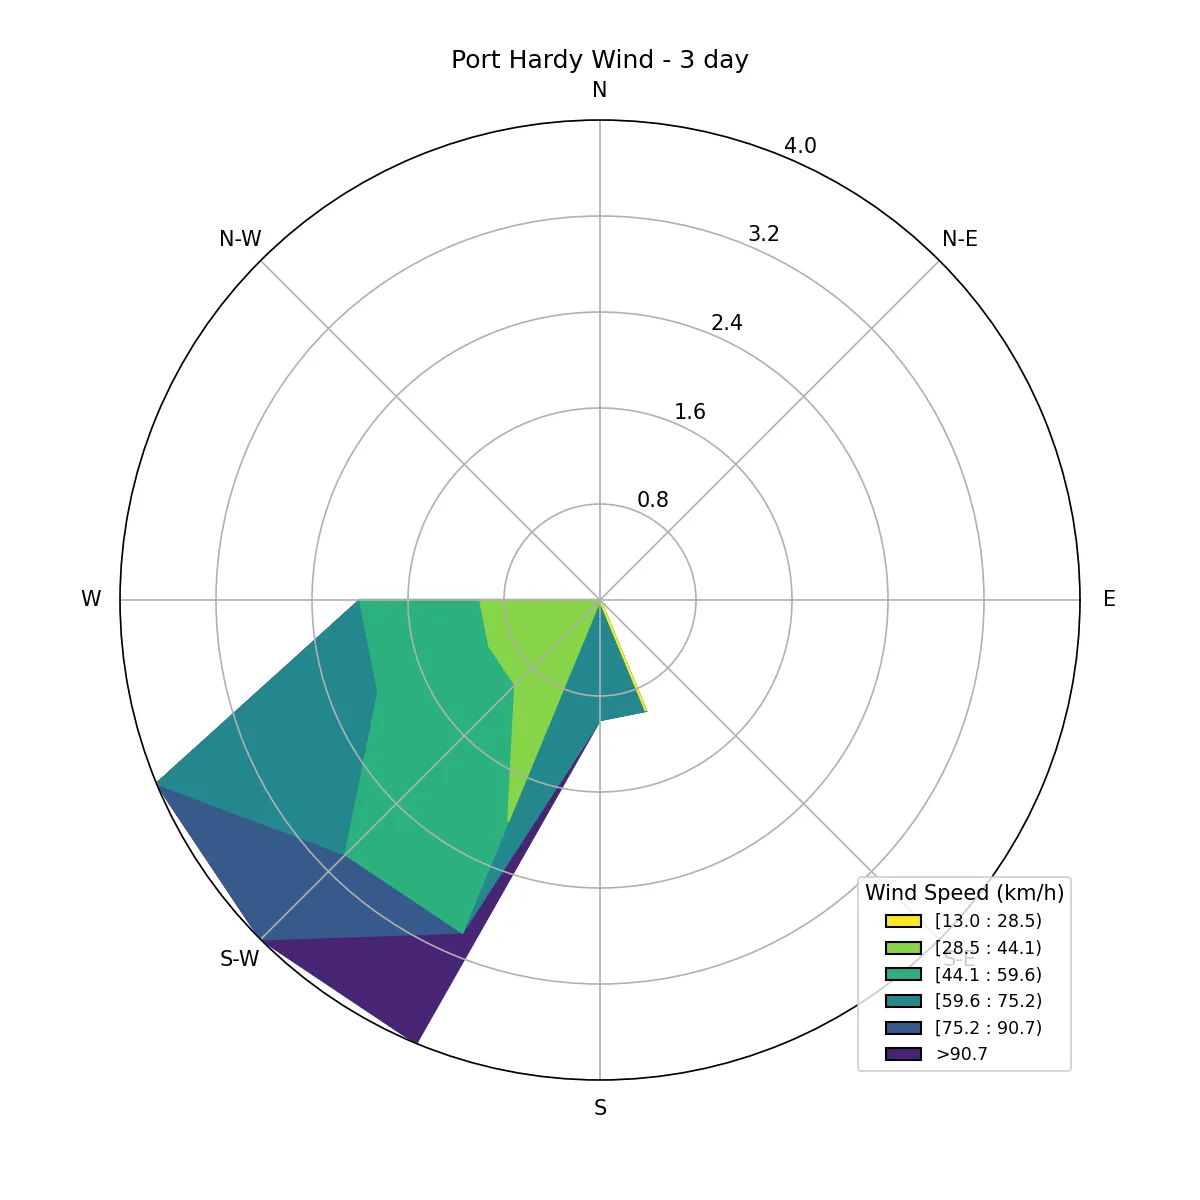 Port Hardy Wind - 3 day
N
4.0
N-W
N-E
3.2
2.4
1.6
0.8
W
E
Wind Speed (km/h)
[13.0 : 28.5)
[28.5 : 44.1)
S-W
S-E
[44.1 : 59.6)
[59.6 : 75.2)
[75.2 : 90.7)
>90.7
S